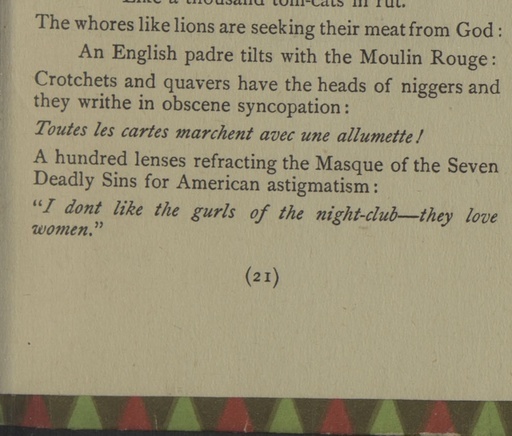 Like a thousand tom-cats in rut.
The whores like lions are seeking their meat from God :
An English padre tilts with the Moulin Rouge :
Crotchets and quavers have the heads of niggers and
they writhe in obscene syncopation :
Toutes les cartes marchent avec une allumette !
A hundred lenses refracting the Masque of the Seven
Deadly Sins for American astigmatism :
“I dont like the gurls of the night-club—they love
women.”
(21)